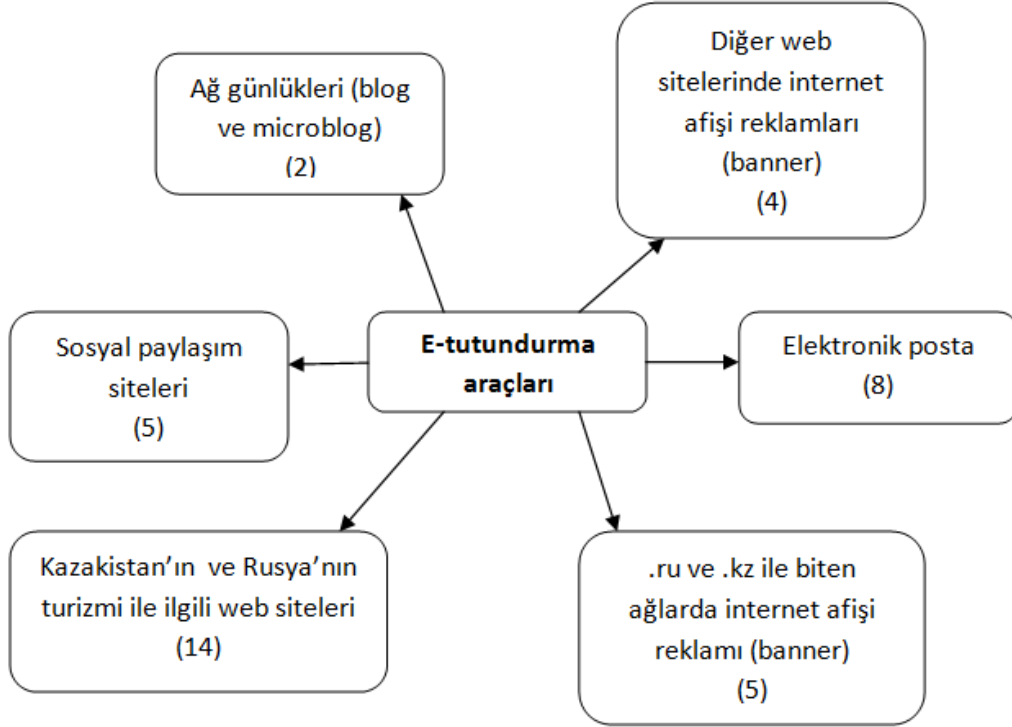 Ağ günlükleri (blog
ve microblog)
(2)
Diğer web
sitelerinde internet
afişi reklamları
(banner)
(4)
Sosyal paylaşım
siteleri
(5)
E-tutundurma
araçları
Elektronik posta
(8)
Kazakistan’ın ve Rusya’nın
turizmi ile ilgili web siteleri
(14)
.ru ve .kz ile biten
ağlarda internet afişi
reklamı (banner)
(5)